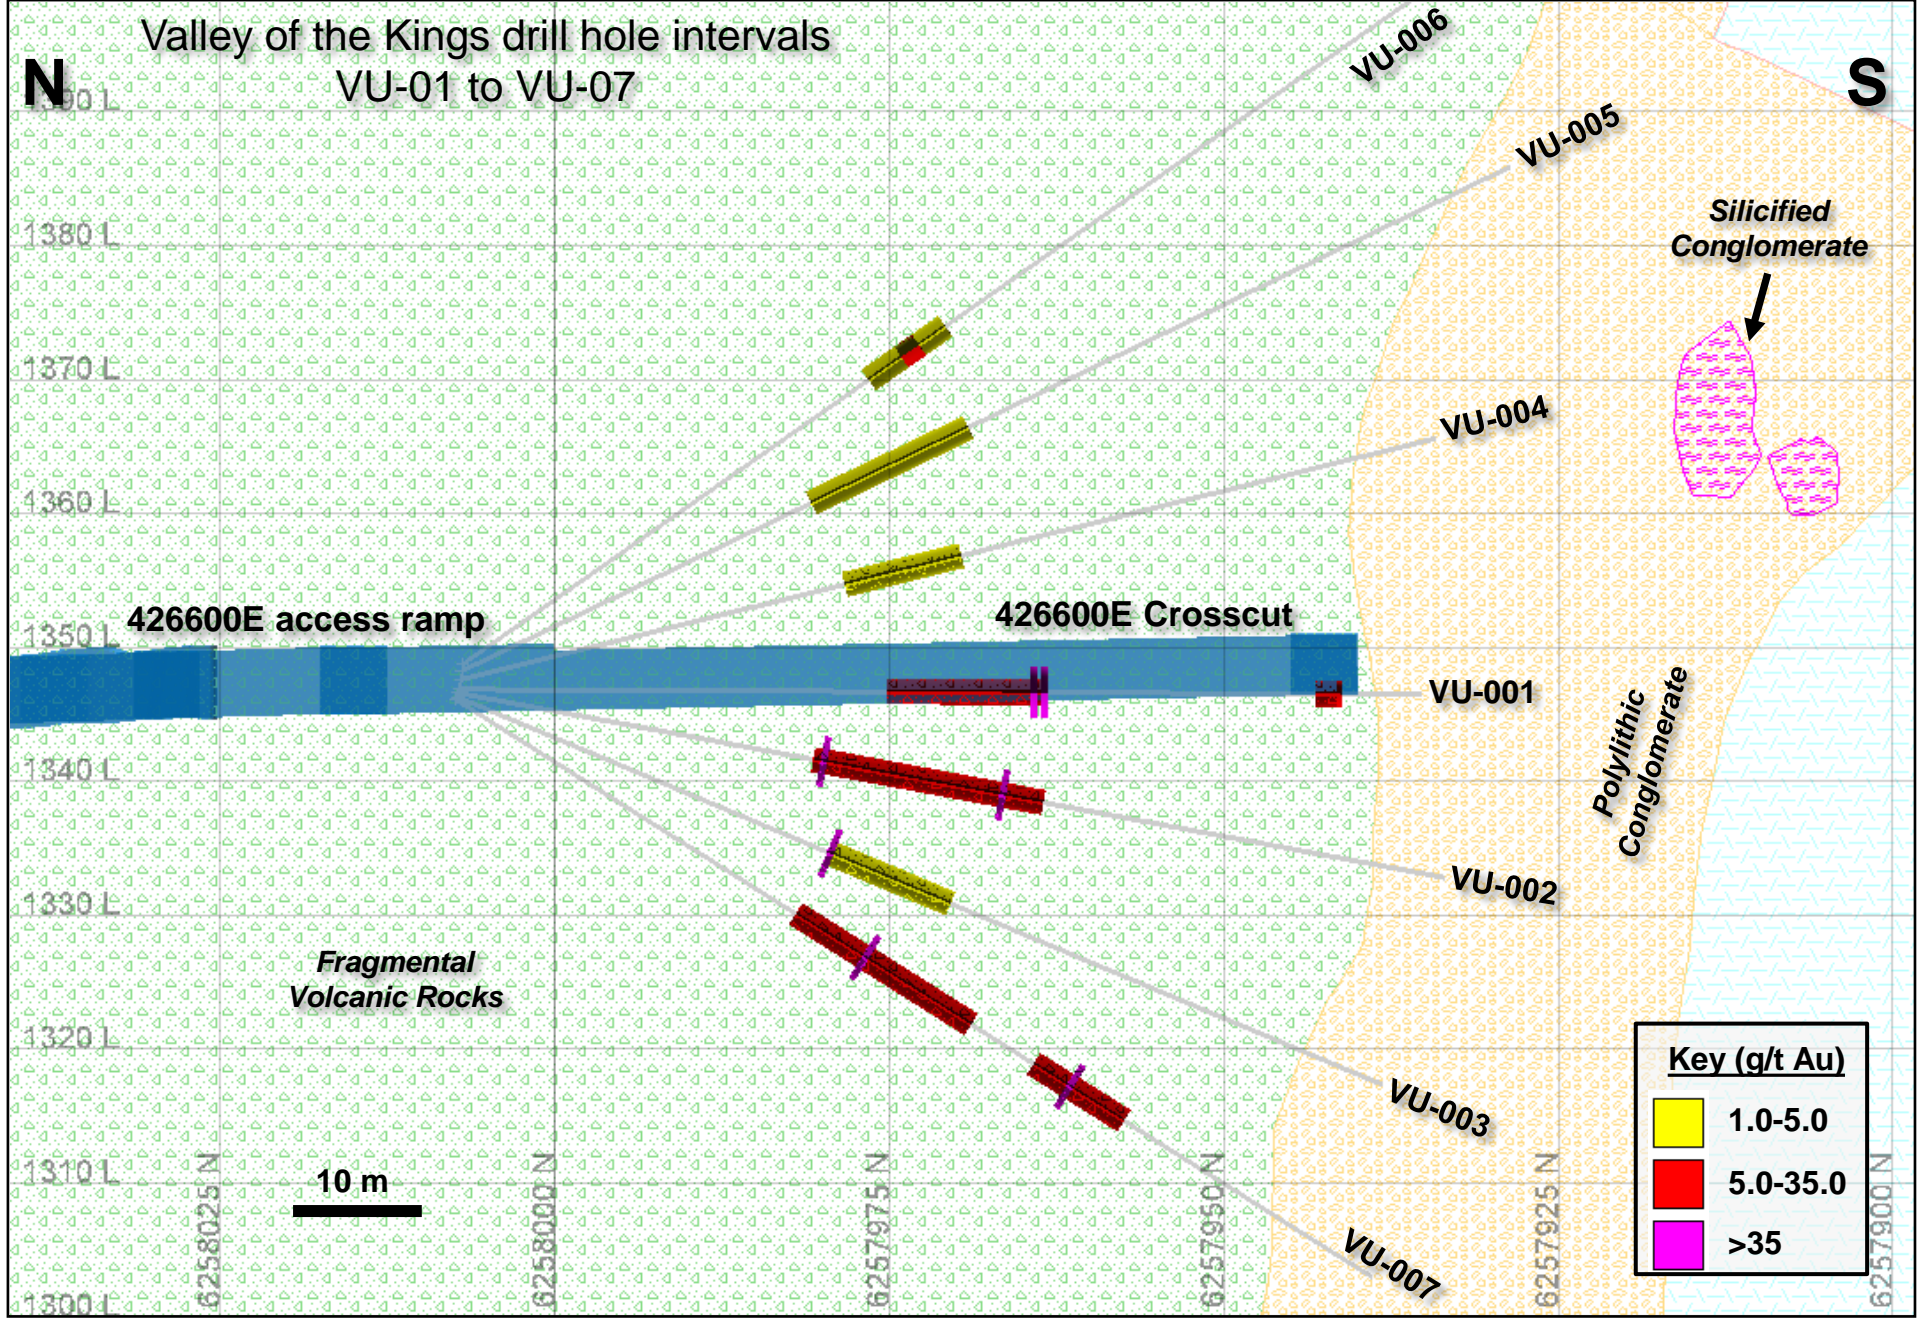 Valley of the Kings drill hole intervals
VU-01 to VU-07
N
S
VU-006
VU-005
1390 L
1380 L
1370 L
1360 L
1350 L
1340 L
1330 L
1320 L
1310 L
1300 L
Silicified
Conglomerate
VU-004
426600E access ramp
426600E Crosscut
VU-001
Polylithic
Conglomerate
VU-002
Fragmental
Volcanic Rocks
VU-003
VU-007
10 m
6258025 N
6258000 N
6257975 N
6257950 N
6257925 N
6257900 N
Key (g/t Au)
1.0-5.0
5.0-35.0
>35